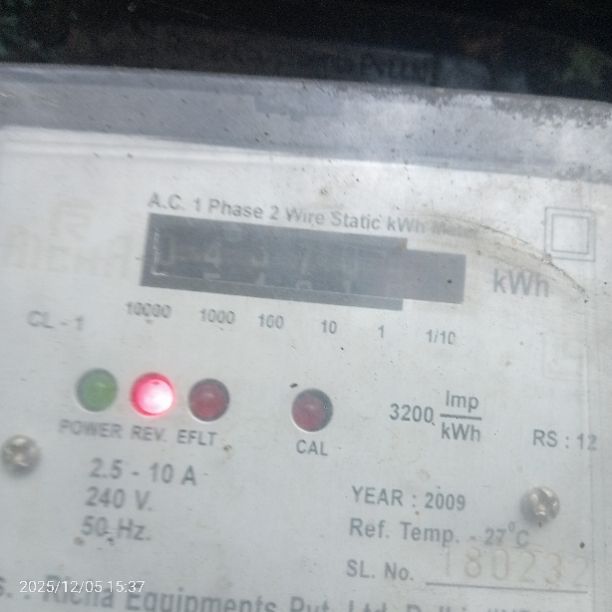 A.C. 1 Phase 2 Wire Static kWh Meter
kWh
CL - 1
10000 1000 100 10 1 1/10
3200 Imp
kWh
POWER REV. EFLT
CAL
RS : 12
2.5 - 10 A
240 V.
50 Hz.
YEAR : 2009
Ref. Temp. - 27°C
SL. No. 180232
Richa Equipments Pvt. Ltd.
2025/12/05 15:37